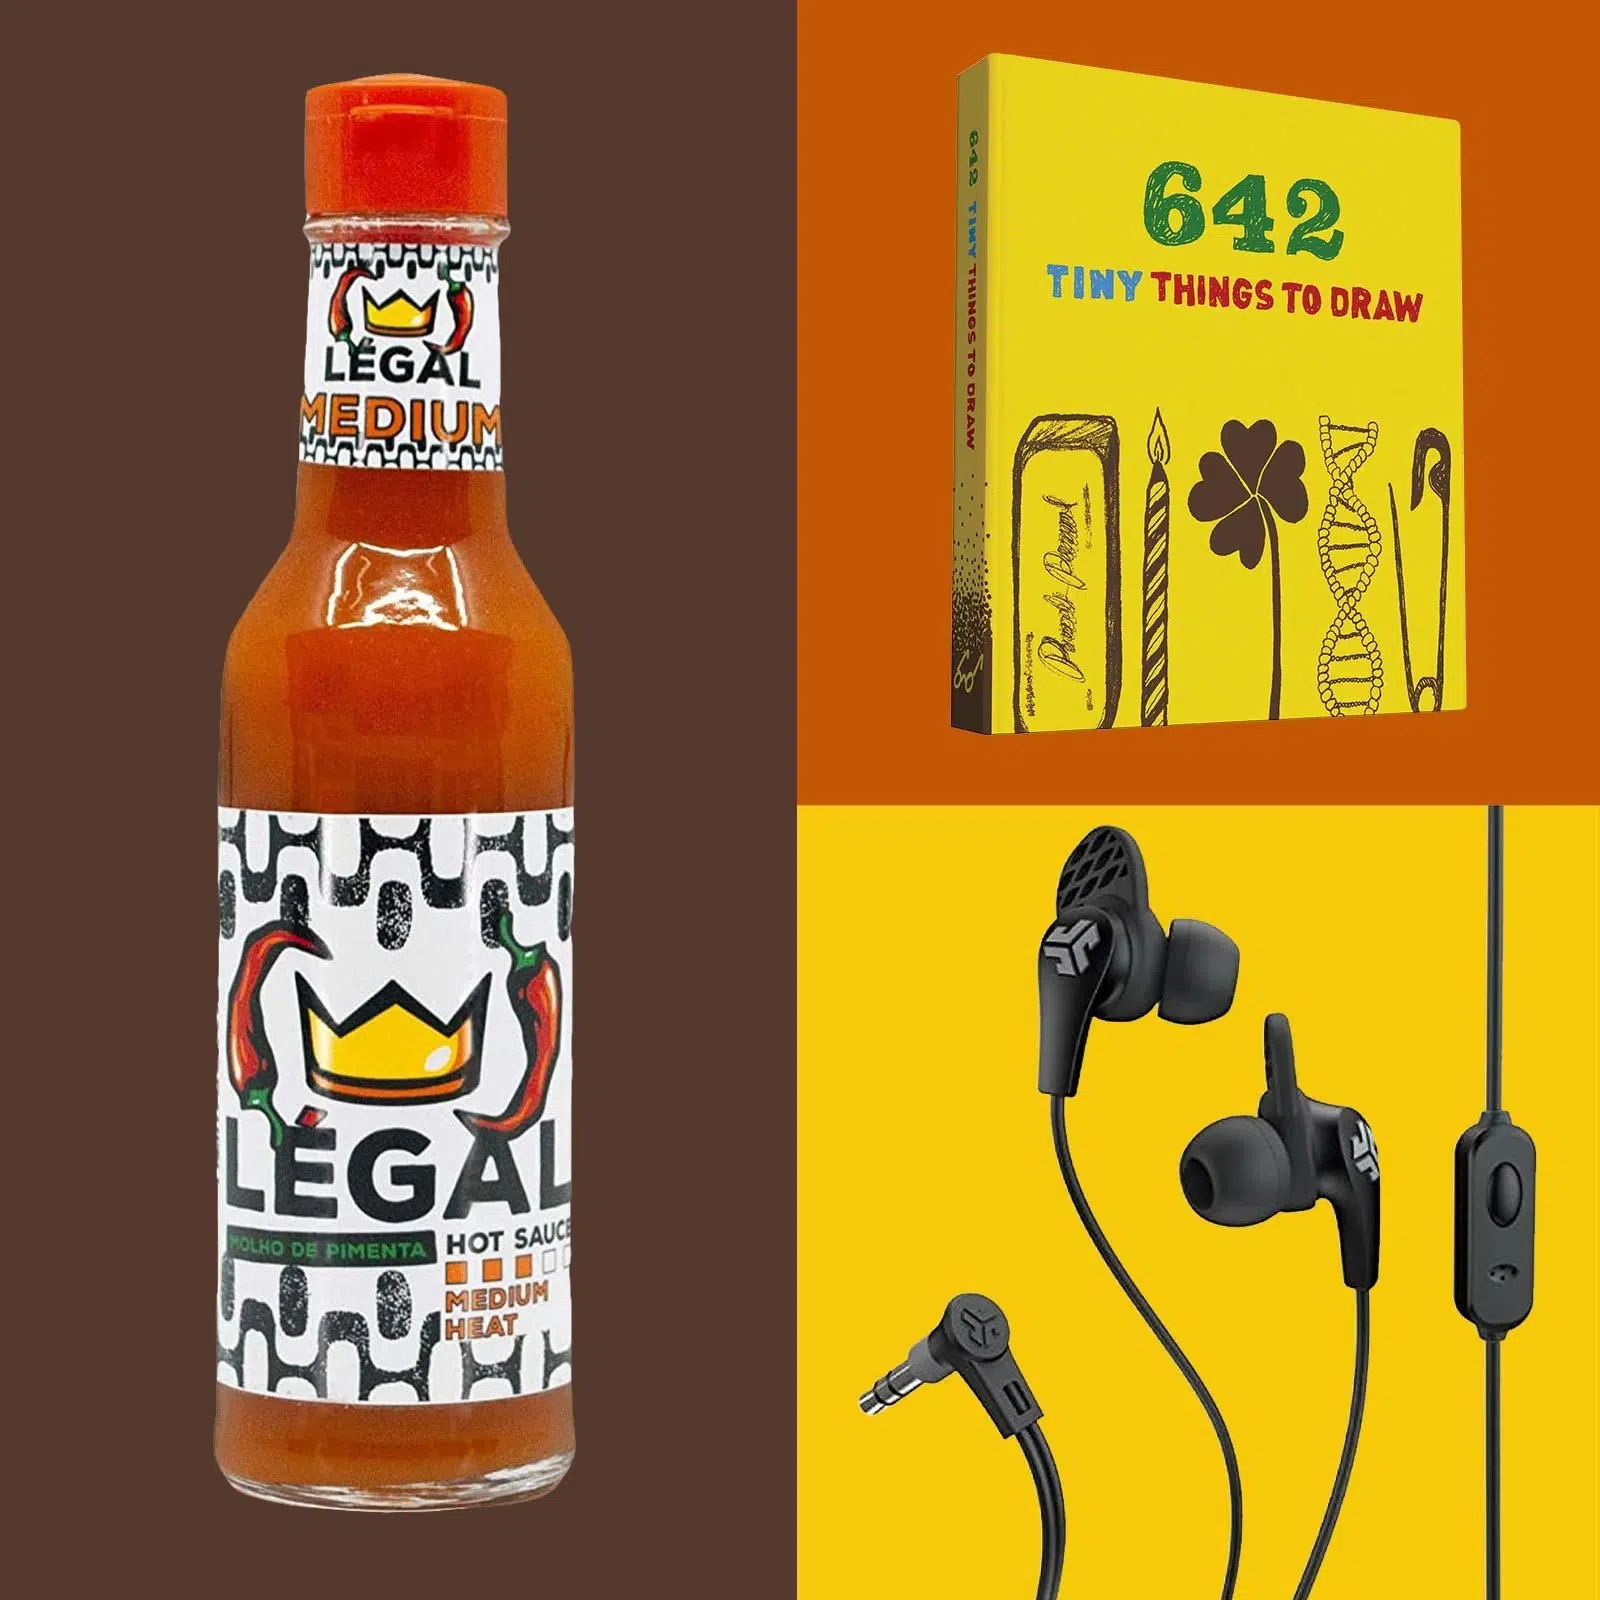 LÉGAL
MEDIUM
LÉGAL
MOLHO DE PIMENTA
HOT SAUCE
MEDIUM
HEAT
642 TINY THINGS TO DRAW
642
TINY THINGS TO DRAW